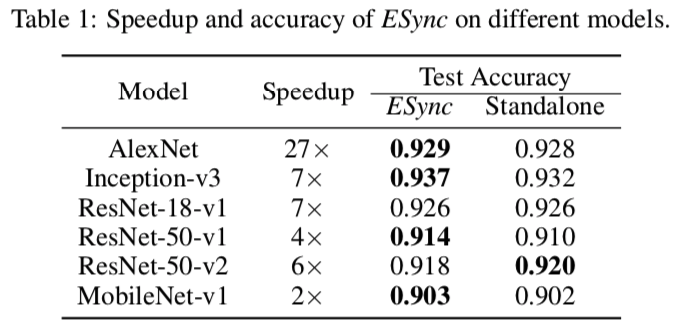 Table 1: Speedup and accuracy of ESync on different models.
Model Speedup Test Accuracy
ESync Standalone
AlexNet 27× 0.929 0.928
Inception-v3 7× 0.937 0.932
ResNet-18-v1 7× 0.926 0.926
ResNet-50-v1 4× 0.914 0.910
ResNet-50-v2 6× 0.918 0.920
MobileNet-v1 2× 0.903 0.902